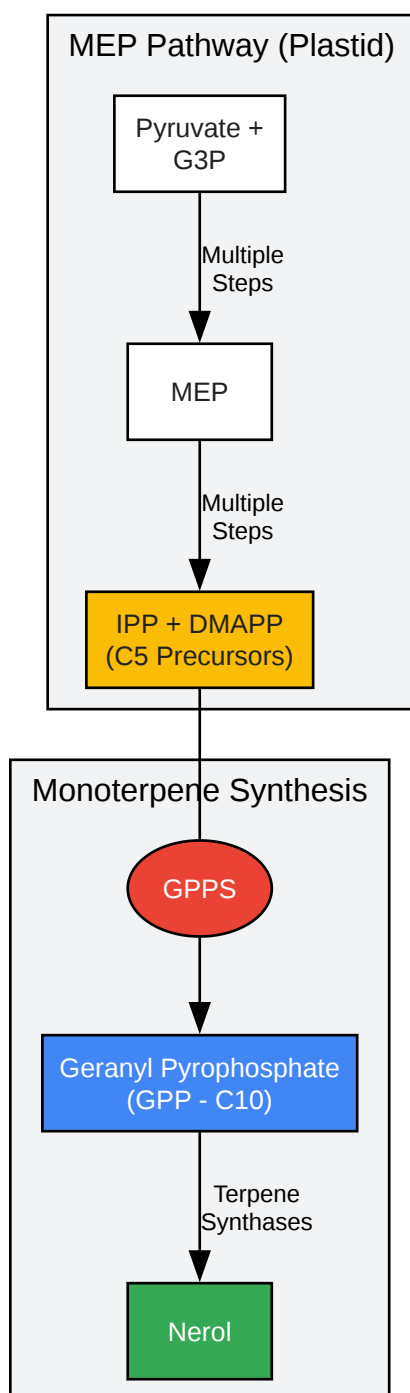 MEP Pathway (Plastid)
Pyruvate +
G3P
Multiple
Steps
MEP
Multiple
Steps
IPP + DMAPP
(C5 Precursors)
Monoterpene Synthesis
GPPS
Geranyl Pyrophosphate
(GPP - C10)
Terpene
Synthases
Nerol